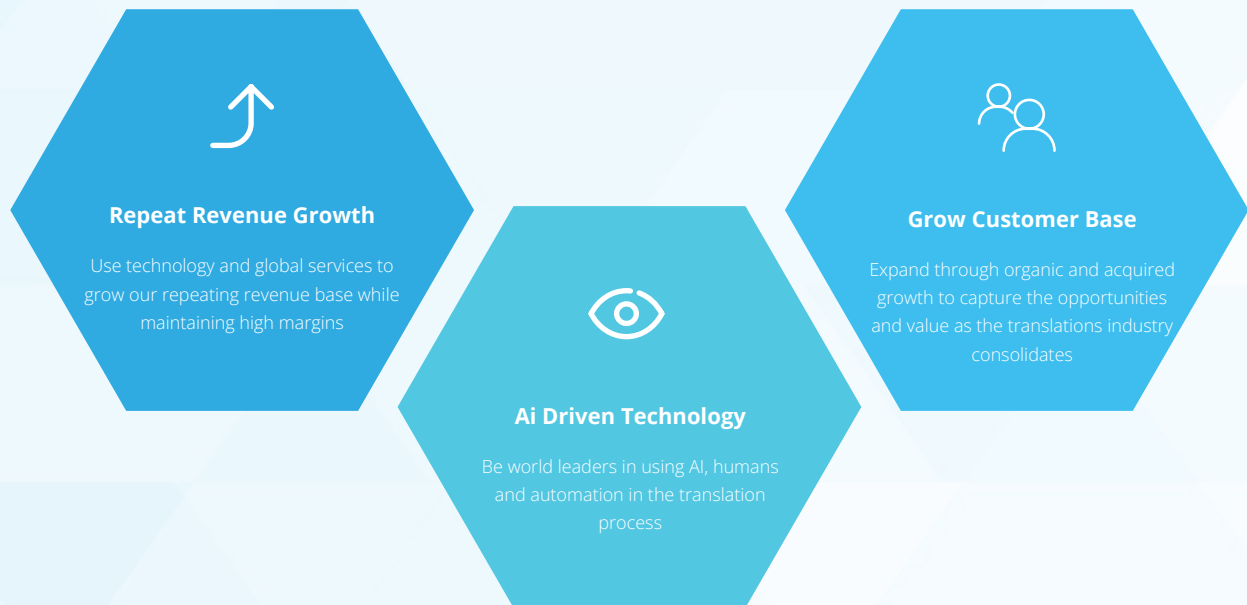 Repeat Revenue Growth
Use technology and global services to
grow our repeating revenue base while
maintaining high margins
Ai Driven Technology
Be world leaders in using AI, humans
and automation in the translation
process
Grow Customer Base
Expand through organic and acquired
growth to capture the opportunities
and value as the translations industry
consolidates